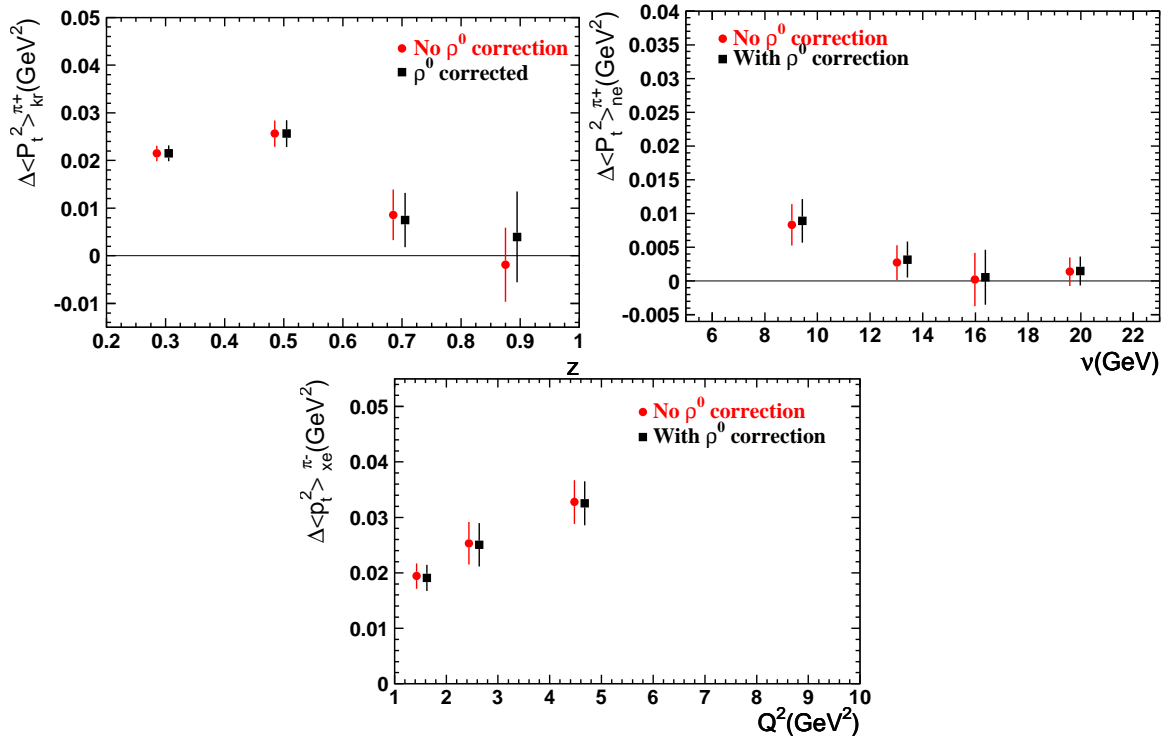 Δ<P_t^2>_kr^π+(GeV^2)
0.05
0.04
0.03
0.02
0.01
0
-0.01
No ρ^0 correction
ρ^0 corrected
0.2 0.3 0.4 0.5 0.6 0.7 0.8 0.9 1
z
Δ<P_t^2>_ne^π+(GeV^2)
0.04
0.035
0.03
0.025
0.02
0.015
0.01
0.005
0
-0.005
No ρ^0 correction
With ρ^0 correction
6 8 10 12 14 16 18 20 22
ν(GeV)
Δ<p_t^2>_xe^π-(GeV^2)
0.05
0.04
0.03
0.02
0.01
0
No ρ^0 correction
With ρ^0 correction
1 2 3 4 5 6 7 8 9 10
Q^2(GeV^2)